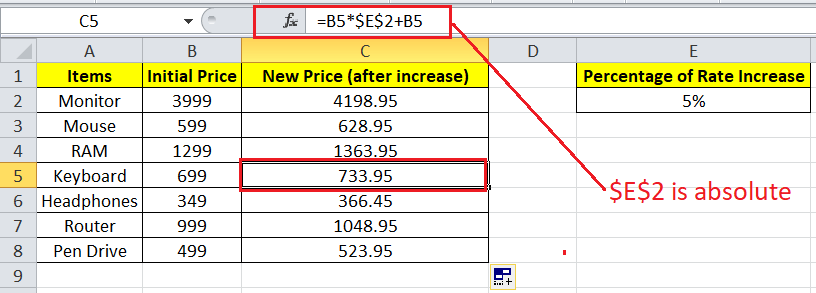 C5 fx =B5*$E$2+B5
A B C D E
1 Items Initial Price New Price (after increase) Percentage of Rate Increase
2 Monitor 3999 4198.95 5%
3 Mouse 599 628.95
4 RAM 1299 1363.95
5 Keyboard 699 733.95
$E$2 is absolute
6 Headphones 349 366.45
7 Router 999 1048.95
8 Pen Drive 499 523.95
9